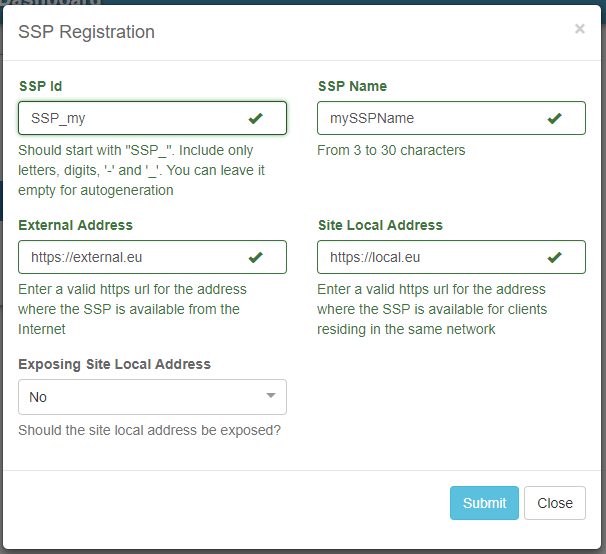 Dashboard
SSP Registration
×
SSP Id
SSP_my
Should start with "SSP_". Include only
letters, digits, '-' and '_'. You can leave it
empty for autogeneration
SSP Name
mySSPName
From 3 to 30 characters
External Address
https://external.eu
Enter a valid https url for the address
where the SSP is available from the
Internet
Site Local Address
https://local.eu
Enter a valid https url for the address
where the SSP is available for clients
residing in the same network
Exposing Site Local Address
No
Should the site local address be exposed?
Submit
Close